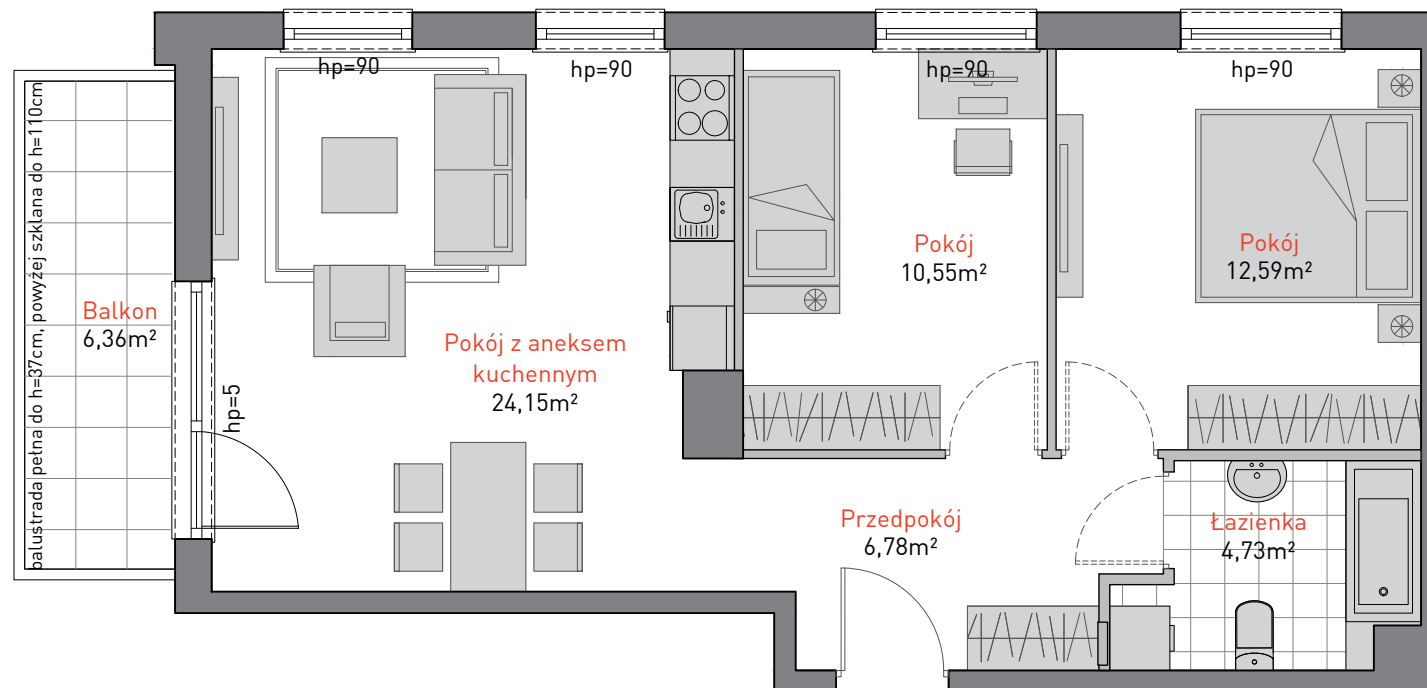 hp=90
hp=90
hp=90
hp=90
balustrada pełna do h=37cm, powyżej szklana do h=110cm
Balkon
6,36m²
hp=5
Pokój z aneksem
kuchennym
24,15m²
Pokój
10,55m²
Pokój
12,59m²
Przedpokój
6,78m²
Łazienka
4,73m²